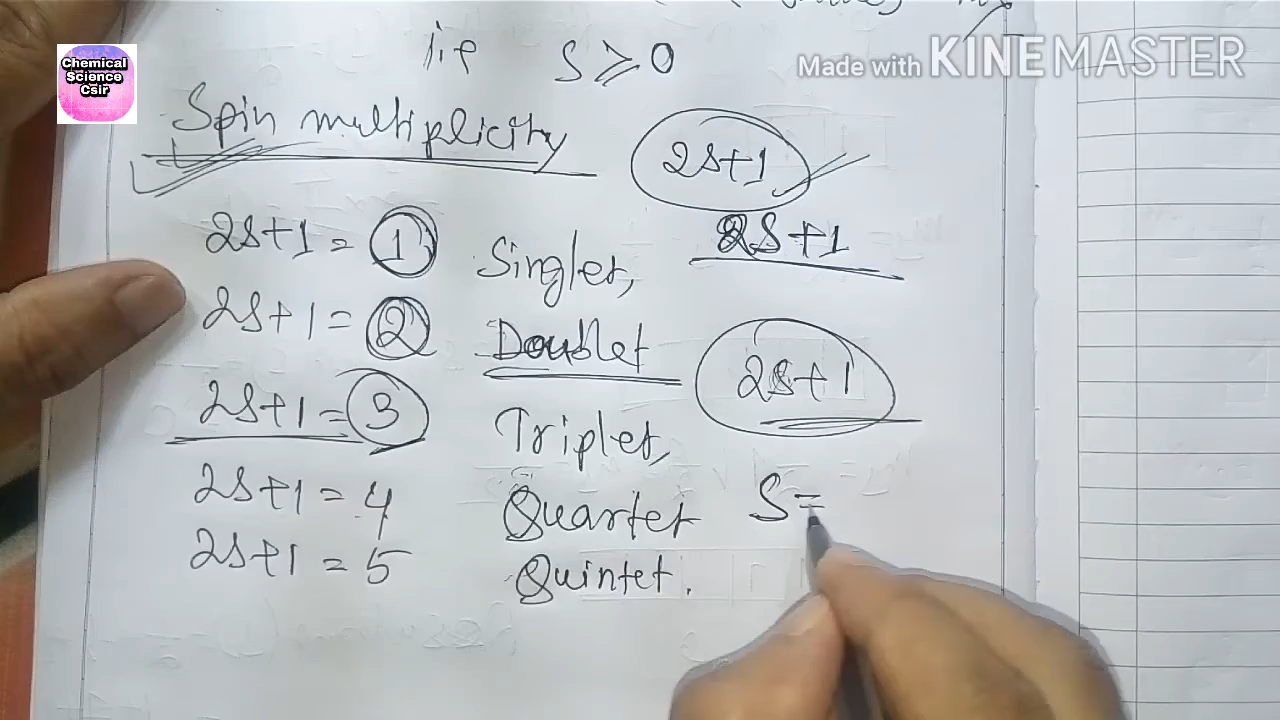 i.e S ⩾ 0
Made with KINEMASTER
Chemical
Science
Csir
Spin multiplicity 2S+1
2S+1
2S+1 = 1 Singlet,
2S+1 = 2 Doublet
2S+1
2S+1 = 3 Triplet,
2S+1 = 4 Quartet S=
2S+1 = 5 Quintet.